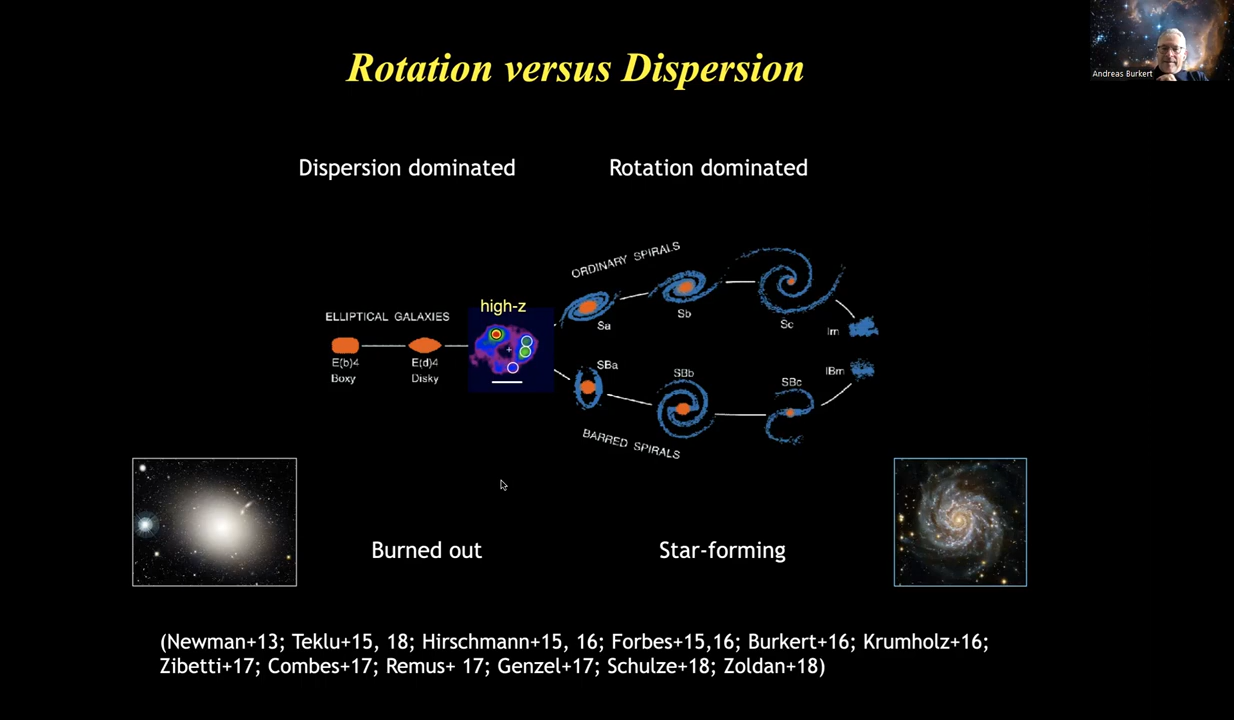 Rotation versus Dispersion
Andreas Burkert
Dispersion dominated
Rotation dominated
ORDINARY SPIRALS
high-z
ELLIPTICAL GALAXIES
Sa
Sb
Sc
Im
E(b)4
Boxy
E(d)4
Disky
SBa
SBb
SBc
IBm
BARRED SPIRALS
Burned out
Star-forming
(Newman+13; Teklu+15, 18; Hirschmann+15, 16; Forbes+15,16; Burkert+16; Krumholz+16;
Zibetti+17; Combes+17; Remus+ 17; Genzel+17; Schulze+18; Zoldan+18)